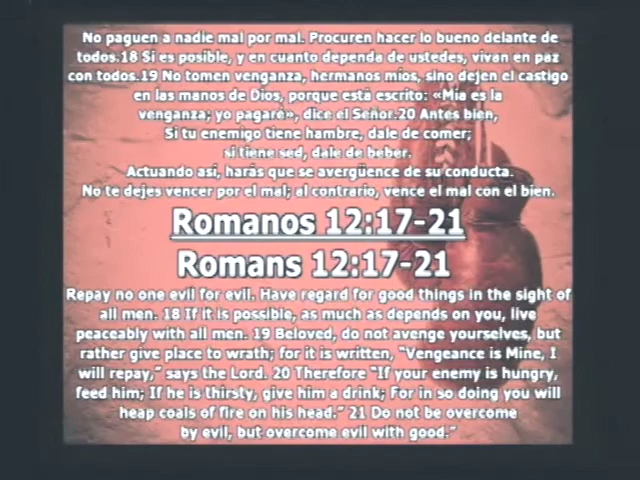 No paguen a nadie mal por mal. Procuren hacer lo bueno delante de
todos.18 Si es posible, y en cuanto dependa de ustedes, vivan en paz
con todos.19 No tomen venganza, hermanos míos, sino dejen el castigo
en las manos de Dios, porque está escrito: «Mía es la
venganza; yo pagaré», dice el Señor.20 Antes bien,
Si tu enemigo tiene hambre, dale de comer;
si tiene sed, dale de beber.
Actuando así, harás que se avergüence de su conducta.
No te dejes vencer por el mal; al contrario, vence el mal con el bien.
Romanos 12:17-21
Romans 12:17-21
Repay no one evil for evil. Have regard for good things in the sight of
all men. 18 If it is possible, as much as depends on you, live
peaceably with all men. 19 Beloved, do not avenge yourselves, but
rather give place to wrath; for it is written, “Vengeance is Mine, I
will repay,” says the Lord. 20 Therefore “If your enemy is hungry,
feed him; If he is thirsty, give him a drink; For in so doing you will
heap coals of fire on his head.” 21 Do not be overcome
by evil, but overcome evil with good.”